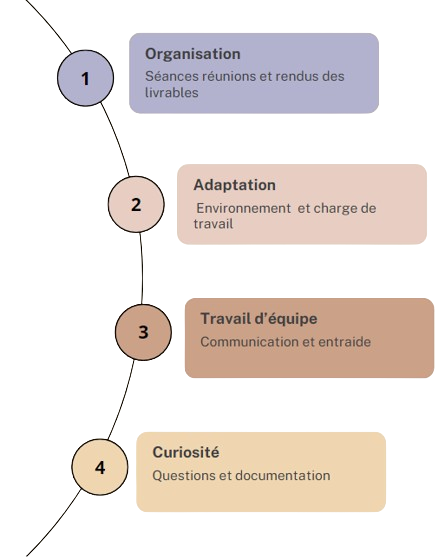 1
Organisation
Séances réunions et rendus des
livrables
2
Adaptation
Environnement et charge de
travail
3
Travail d'équipe
Communication et entraide
4
Curiosité
Questions et documentation